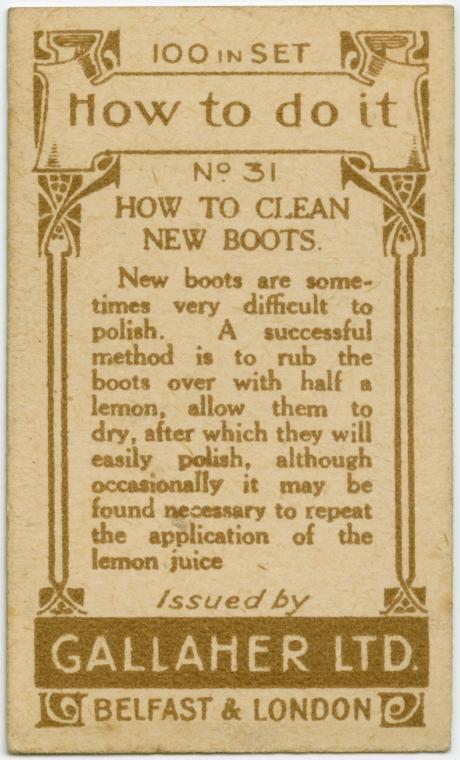 100 IN SET
How to do it
No 31
HOW TO CLEAN
NEW BOOTS.
New boots are some-
times very difficult to
polish. A successful
method is to rub the
boots over with half a
lemon, allow them to
dry, after which they will
easily polish, although
occasionally it may be
found necessary to repeat
the application of the
lemon juice
Issued by
GALLAHER LTD.
BELFAST & LONDON